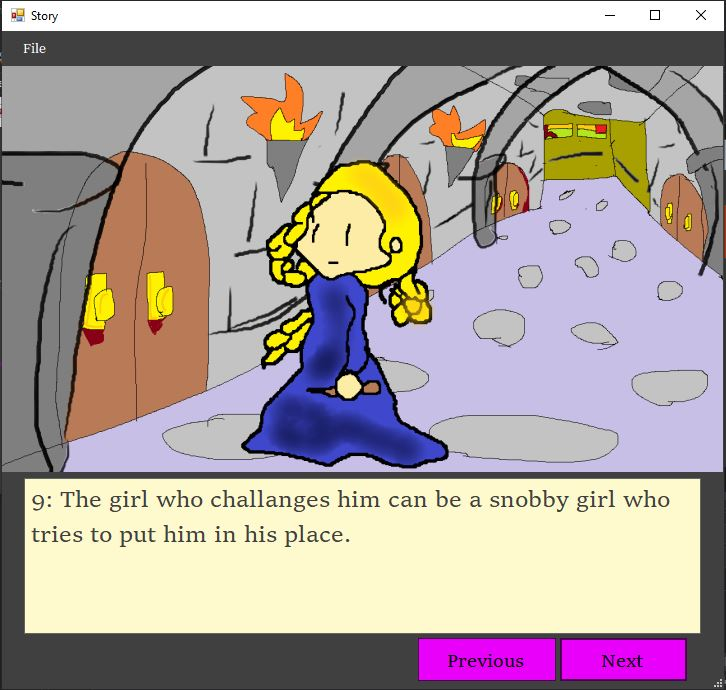 Story
File
9: The girl who challanges him can be a snobby girl who
tries to put him in his place.
Previous
Next